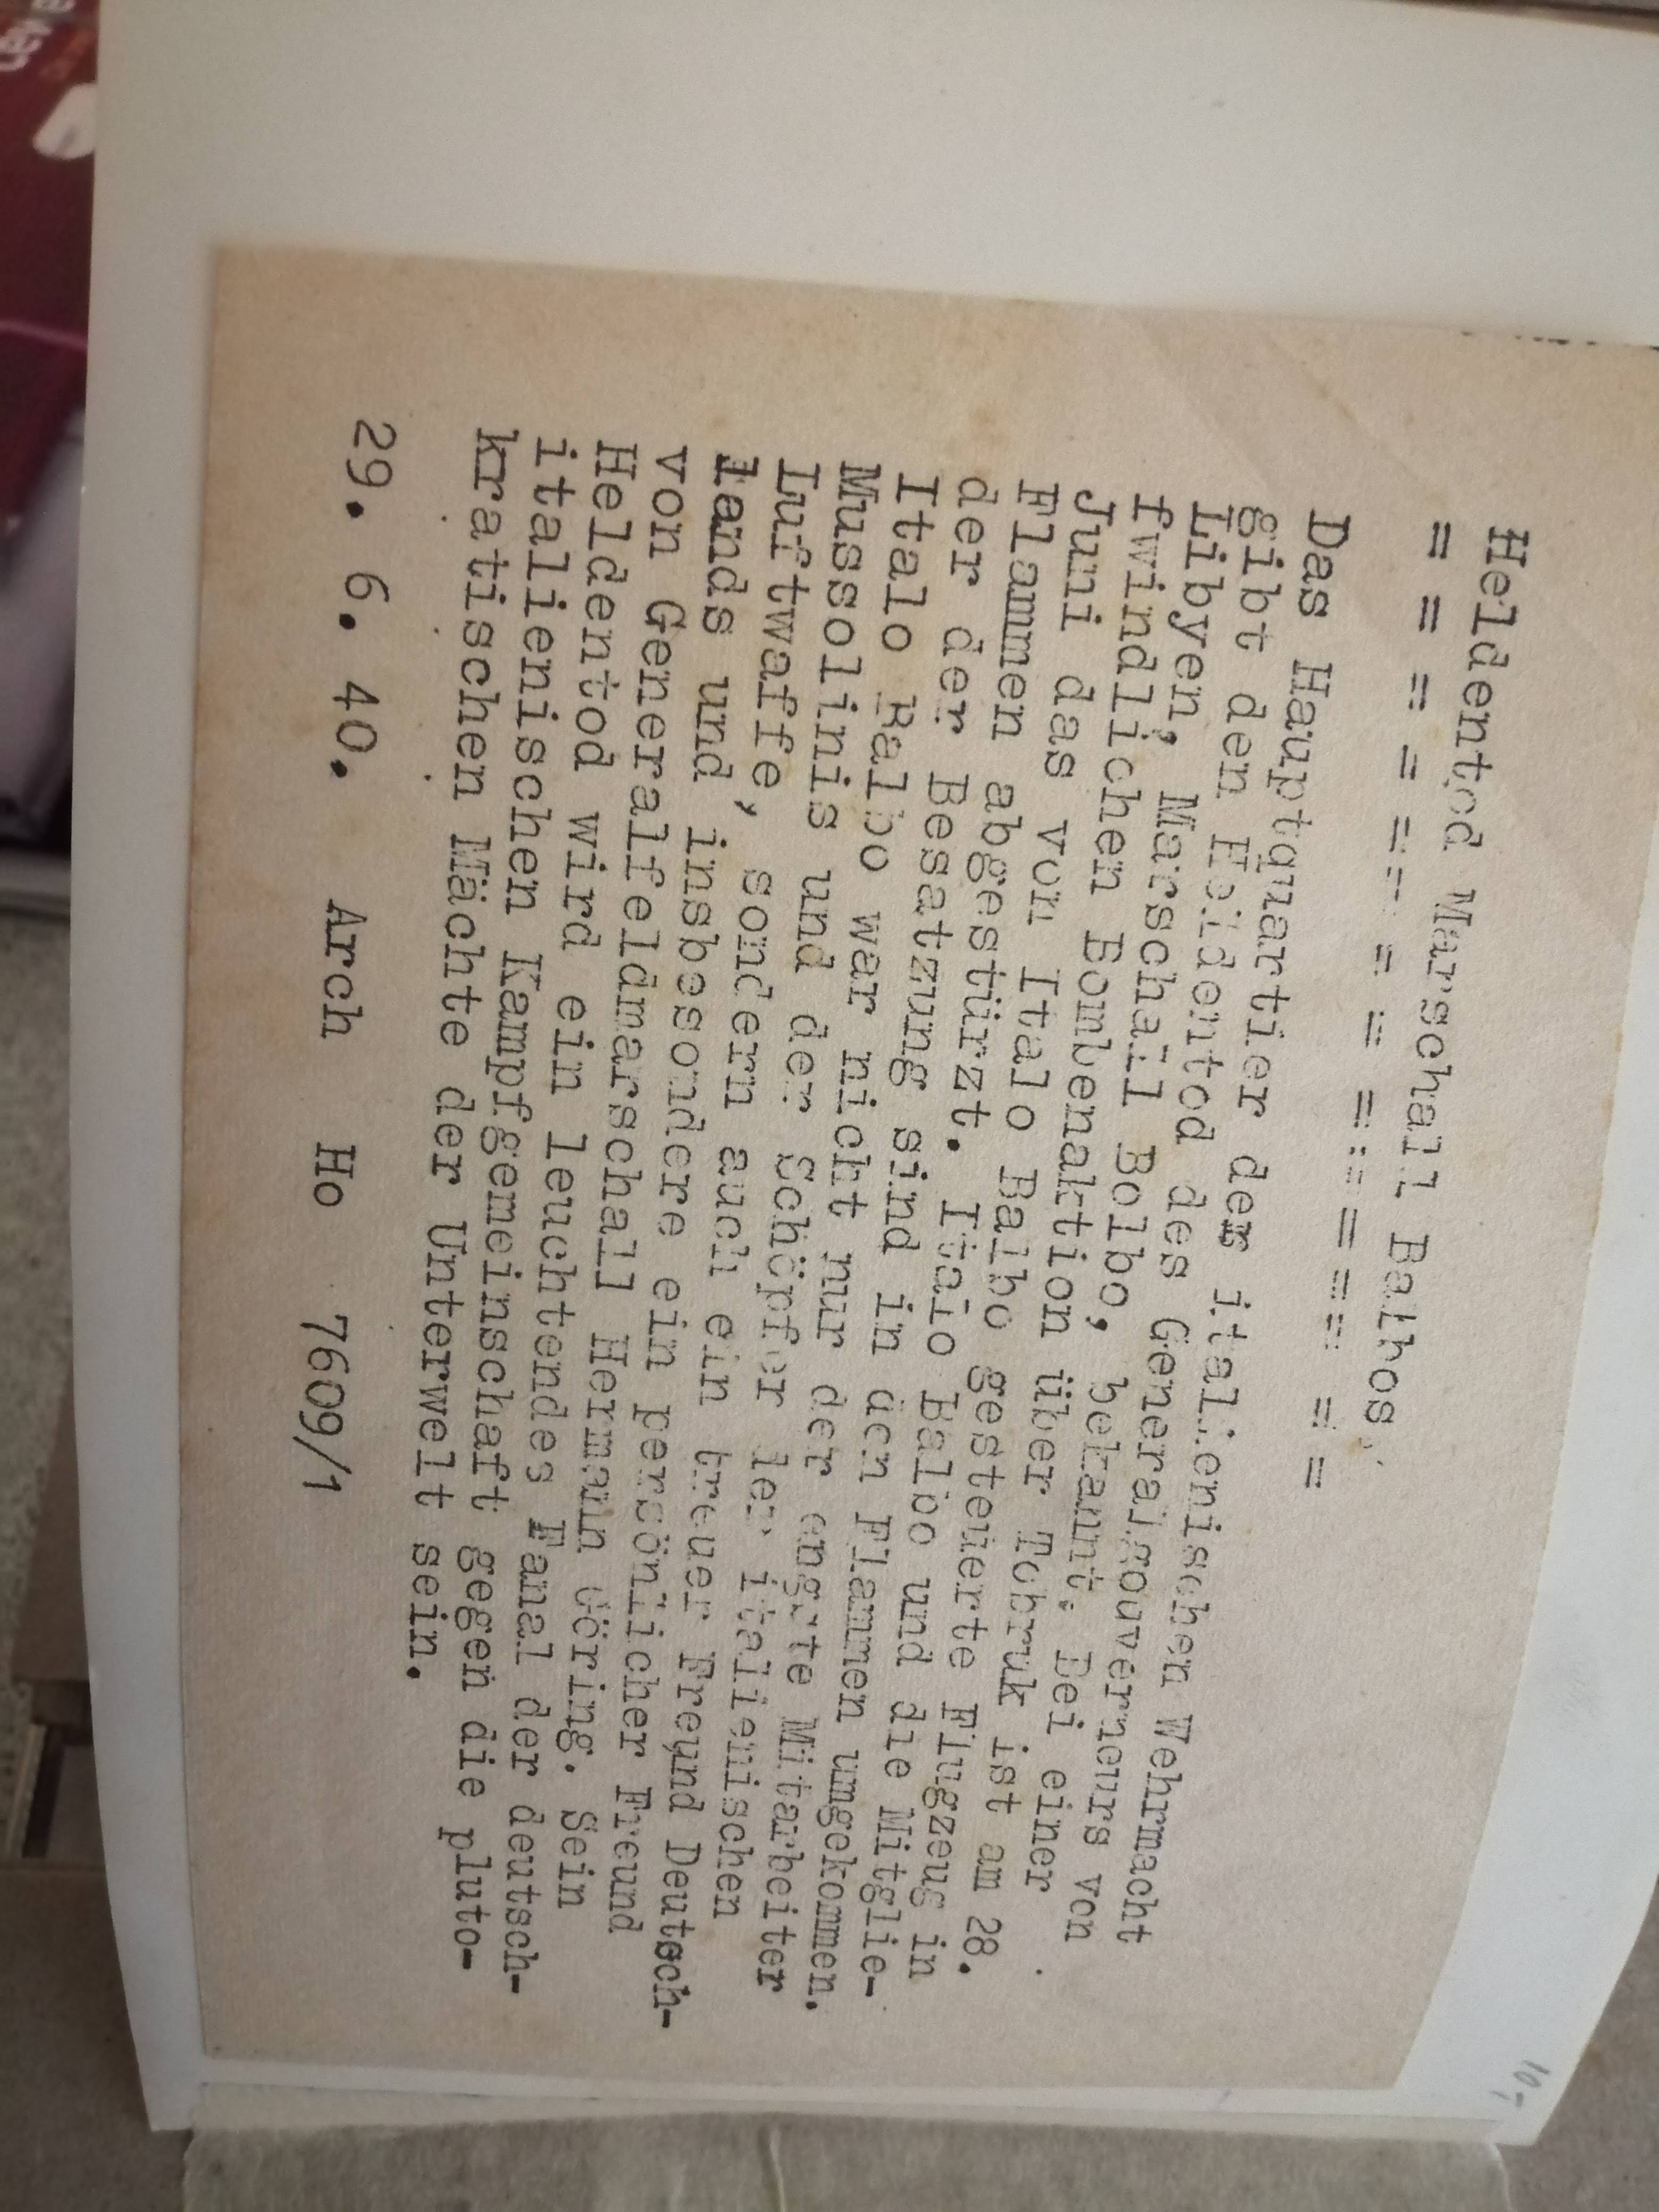 Heldentod Marschall Balbos.
= = = = = = = = = = = = = = =
Das Hauptquartier der italienischen Wehrmacht
gibt den Heldentod des Generalgouverneurs von
Libyen, Marschall Bolbo, bekannt. Bei einer
fwindlichen Bombenaktion über Tobruk ist am 28.
Juni das von Italo Balbo gesteuerte Flugzeug in
Flammen abgestürzt. Italo Balbo und die Mitglie-
der der Besatzung sind in den Flammen umgekommen.
Italo Balbo war nicht nur der engste Mitarbeiter
Mussolinis und der Schöpfer der italienischen
Luftwaffe, sondern auch ein treuer Freund Deutsch-
lands und insbesondere ein persönlicher Freund
von Generalfeldmarschall Hermann Göring. Sein
Heldentod wird ein leuchtendes Fanal der deutsch-
italienischen Kampfgemeinschaft gegen die pluto-
kratischen Mächte der Unterwelt sein.
29. 6. 40. Arch Ho 7609/1
10,-